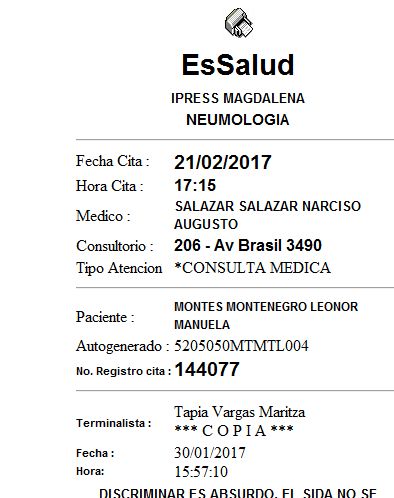 EsSalud
IPRESS MAGDALENA
NEUMOLOGIA
Fecha Cita : 21/02/2017
Hora Cita : 17:15
Medico : SALAZAR SALAZAR NARCISO
AUGUSTO
Consultorio : 206 - Av Brasil 3490
Tipo Atencion *CONSULTA MEDICA
Paciente : MONTES MONTENEGRO LEONOR
MANUELA
Autogenerado : 5205050MTMTL004
No. Registro cita : 144077
Terminalista : Tapia Vargas Maritza
*** C O P I A ***
Fecha : 30/01/2017
Hora: 15:57:10
DISCRIMINAR ES ABSURDO. EL SIDA NO SE